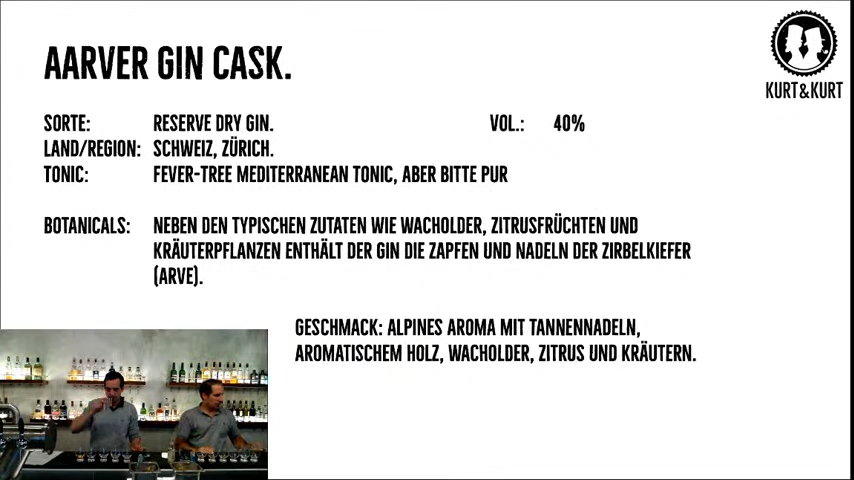 AARVER GIN CASK.
KURT&KURT
SORTE: RESERVE DRY GIN. VOL.: 40%
LAND/REGION: SCHWEIZ, ZÜRICH.
TONIC: FEVER-TREE MEDITERRANEAN TONIC, ABER BITTE PUR
BOTANICALS: NEBEN DEN TYPISCHEN ZUTATEN WIE WACHOLDER, ZITRUSFRÜCHTEN UND
KRÄUTERPFLANZEN ENTHÄLT DER GIN DIE ZAPFEN UND NADELN DER ZIRBELKIEFER
(ARVE).
GESCHMACK: ALPINES AROMA MIT TANNENNADELN,
AROMATISCHEM HOLZ, WACHOLDER, ZITRUS UND KRÄUTERN.